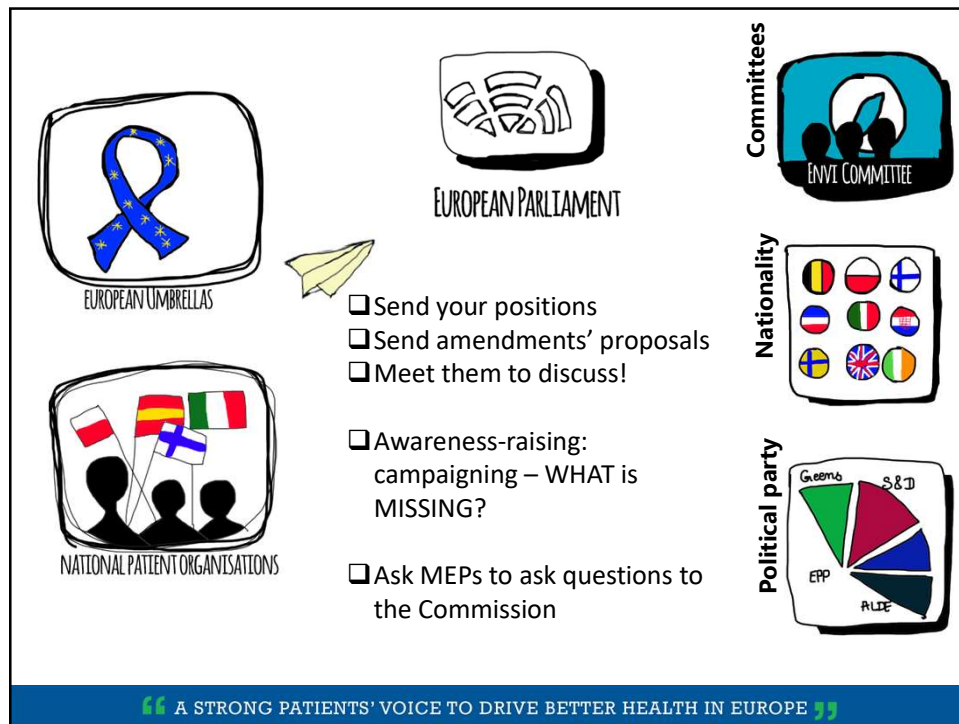 Committees
ENVI COMMITTEE
EUROPEAN PARLIAMENT
EUROPEAN UMBRELLAS
❑Send your positions
❑Send amendments’ proposals
❑Meet them to discuss!
Nationality
❑Awareness-raising:
campaigning – WHAT is
MISSING?
NATIONAL PATIENT ORGANISATIONS
❑Ask MEPs to ask questions to
the Commission
Political party
Greens
S&D
EPP
ALDE
“ A STRONG PATIENTS’ VOICE TO DRIVE BETTER HEALTH IN EUROPE ”